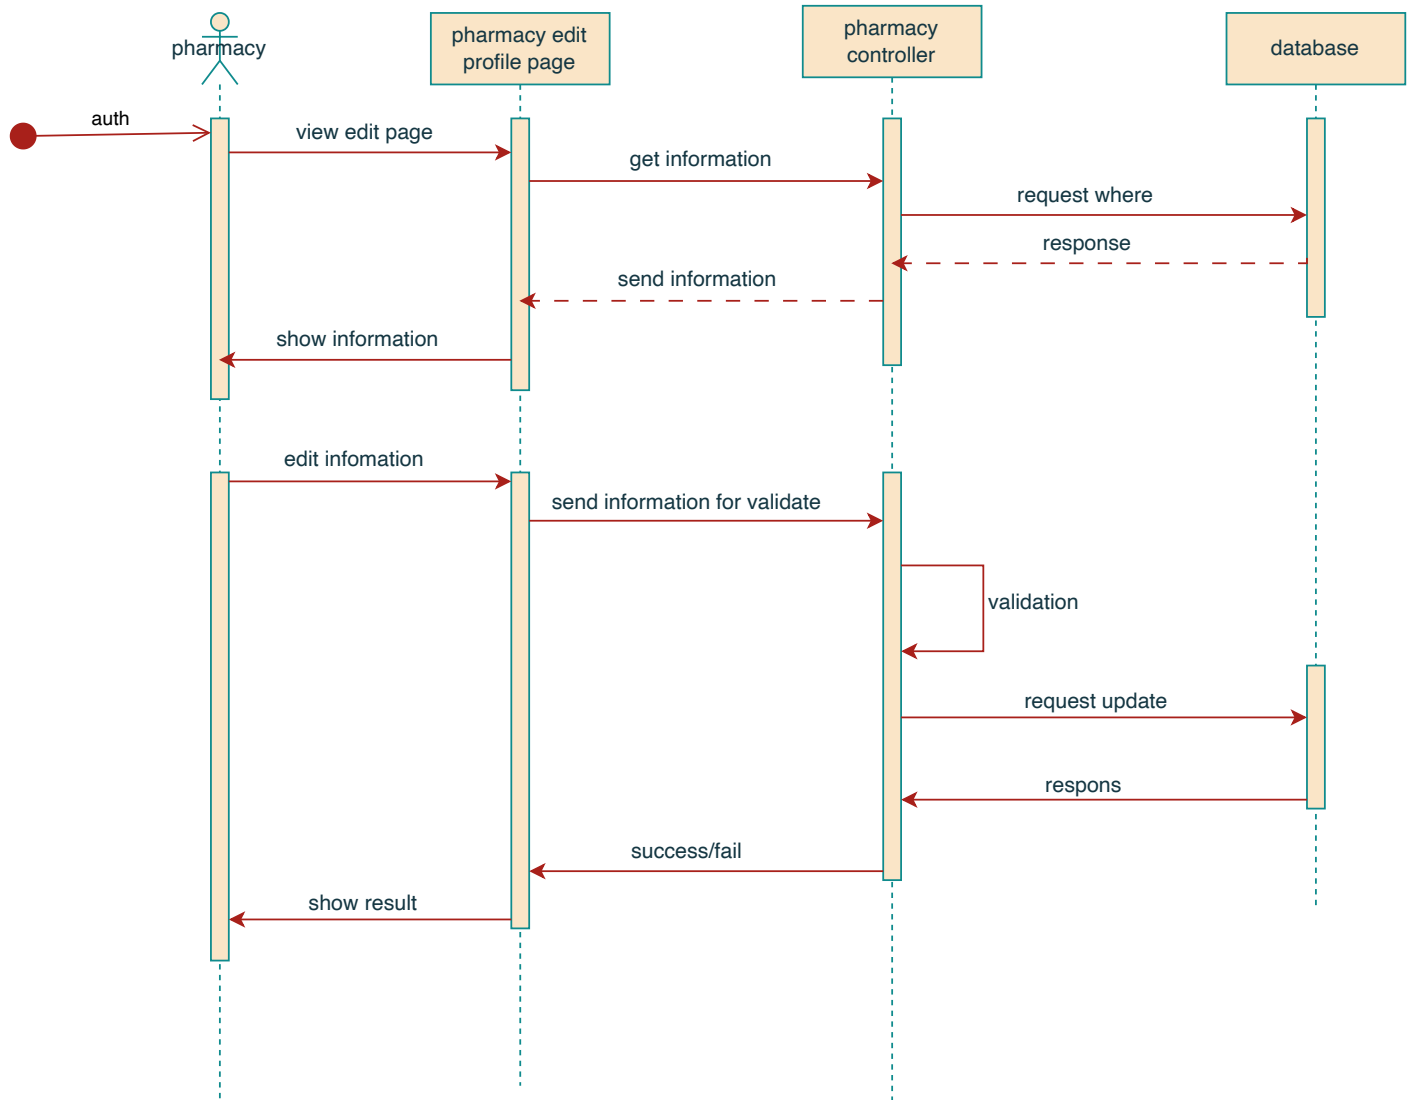 pharmacy
pharmacy edit
profile page
pharmacy
controller
database
auth
view edit page
get information
request where
response
send information
show information
edit infomation
send information for validate
validation
request update
respons
success/fail
show result